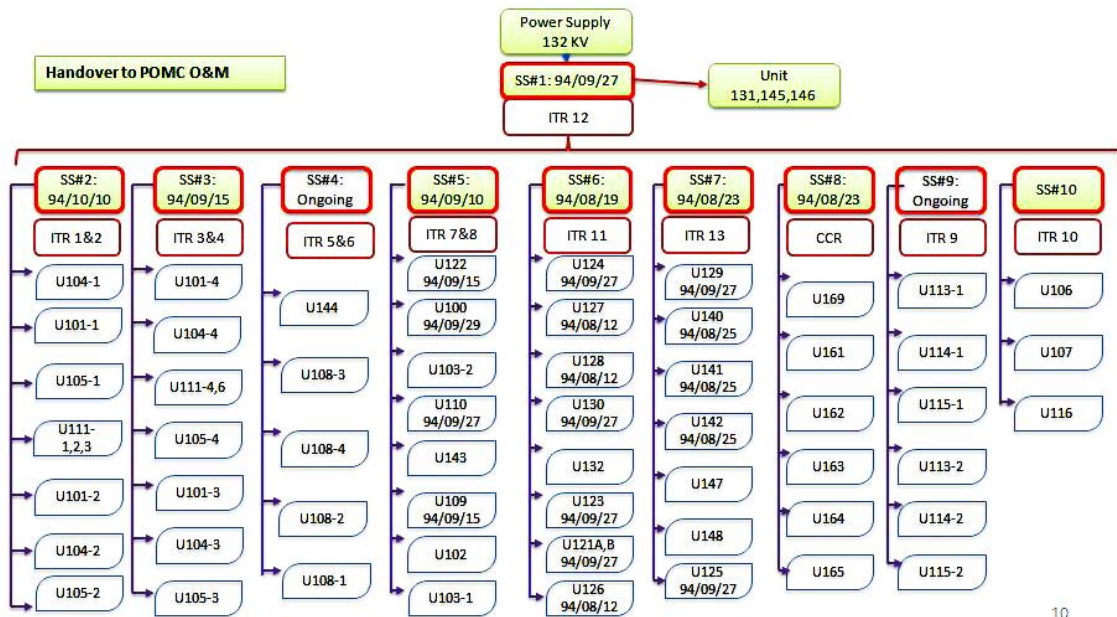 Power Supply
132 KV
Handover to POMC O&M
SS#1: 94/09/27
Unit
131,145,146
ITR 12
SS#2:
94/10/10
ITR 1&2
U104-1
U101-1
U105-1
U111-
1,2,3
U101-2
U104-2
U105-2
SS#3:
94/09/15
ITR 3&4
U101-4
U104-4
U111-4,6
U105-4
U101-3
U104-3
U105-3
SS#4:
Ongoing
ITR 5&6
U144
U108-3
U108-4
U108-2
U108-1
SS#5:
94/09/10
ITR 7&8
U122
94/09/15
U100
94/09/29
U103-2
U110
94/09/27
U143
U109
94/09/15
U102
U103-1
SS#6:
94/08/19
ITR 11
U124
94/09/27
U127
94/08/12
U128
94/08/12
U130
94/09/27
U132
U123
94/09/27
U121A,B
94/09/27
U126
94/08/12
SS#7:
94/08/23
ITR 13
U129
94/09/27
U140
94/08/25
U141
94/08/25
U142
94/08/25
U147
U148
U125
94/09/27
SS#8:
94/08/23
CCR
U169
U161
U162
U163
U164
U165
SS#9:
Ongoing
ITR 9
U113-1
U114-1
U115-1
U113-2
U114-2
U115-2
SS#10
ITR 10
U106
U107
U116
10